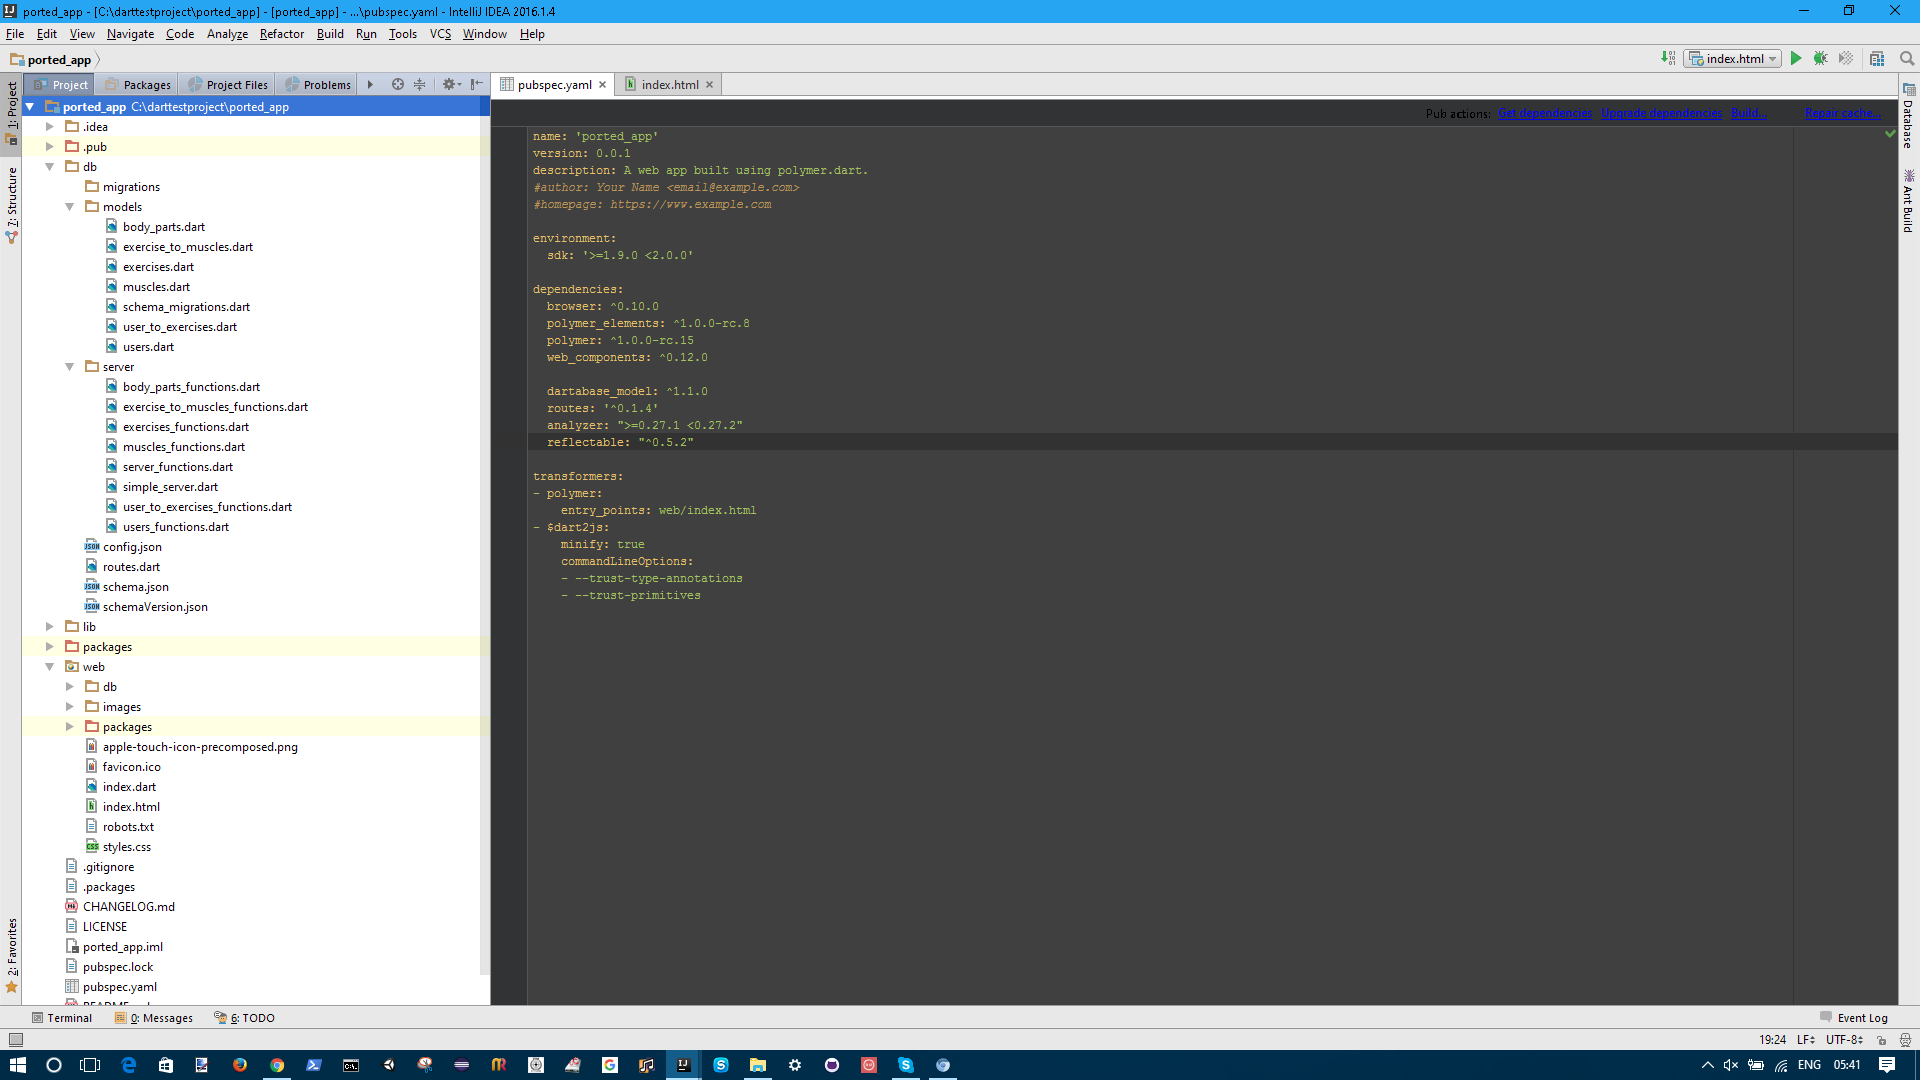 ported_app - [C:\darttestproject\ported_app] - [ported_app] - ...\pubspec.yaml - IntelliJ IDEA 2016.1.4
File Edit View Navigate Code Analyze Refactor Build Run Tools VCS Window Help
ported_app
index.html
Project Packages Project Files Problems
pubspec.yaml index.html
1: Project
7: Structure
2: Favorites
ported_app C:\darttestproject\ported_app
.idea
.pub
db
migrations
models
body_parts.dart
exercise_to_muscles.dart
exercises.dart
muscles.dart
schema_migrations.dart
user_to_exercises.dart
users.dart
server
body_parts_functions.dart
exercise_to_muscles_functions.dart
exercises_functions.dart
muscles_functions.dart
server_functions.dart
simple_server.dart
user_to_exercises_functions.dart
users_functions.dart
config.json
routes.dart
schema.json
schemaVersion.json
lib
packages
web
db
images
packages
apple-touch-icon-precomposed.png
favicon.ico
index.dart
index.html
robots.txt
styles.css
.gitignore
.packages
CHANGELOG.md
LICENSE
ported_app.iml
pubspec.lock
pubspec.yaml
Pub actions: Get dependencies Upgrade dependencies Build... Repair cache...
name: 'ported_app'
version: 0.0.1
description: A web app built using polymer.dart.
#author: Your Name <email@example.com>
#homepage: https://www.example.com
environment:
sdk: '>=1.9.0 <2.0.0'
dependencies:
browser: ^0.10.0
polymer_elements: ^1.0.0-rc.8
polymer: ^1.0.0-rc.15
web_components: ^0.12.0
dartabase_model: ^1.1.0
routes: '^0.1.4'
analyzer: ">=0.27.1 <0.27.2"
reflectable: "^0.5.2"
transformers:
- polymer:
entry_points: web/index.html
- $dart2js:
minify: true
commandLineOptions:
- --trust-type-annotations
- --trust-primitives
Database
Ant Build
Terminal 0: Messages 6: TODO Event Log
19:24 LF UTF-8
ENG 05:41